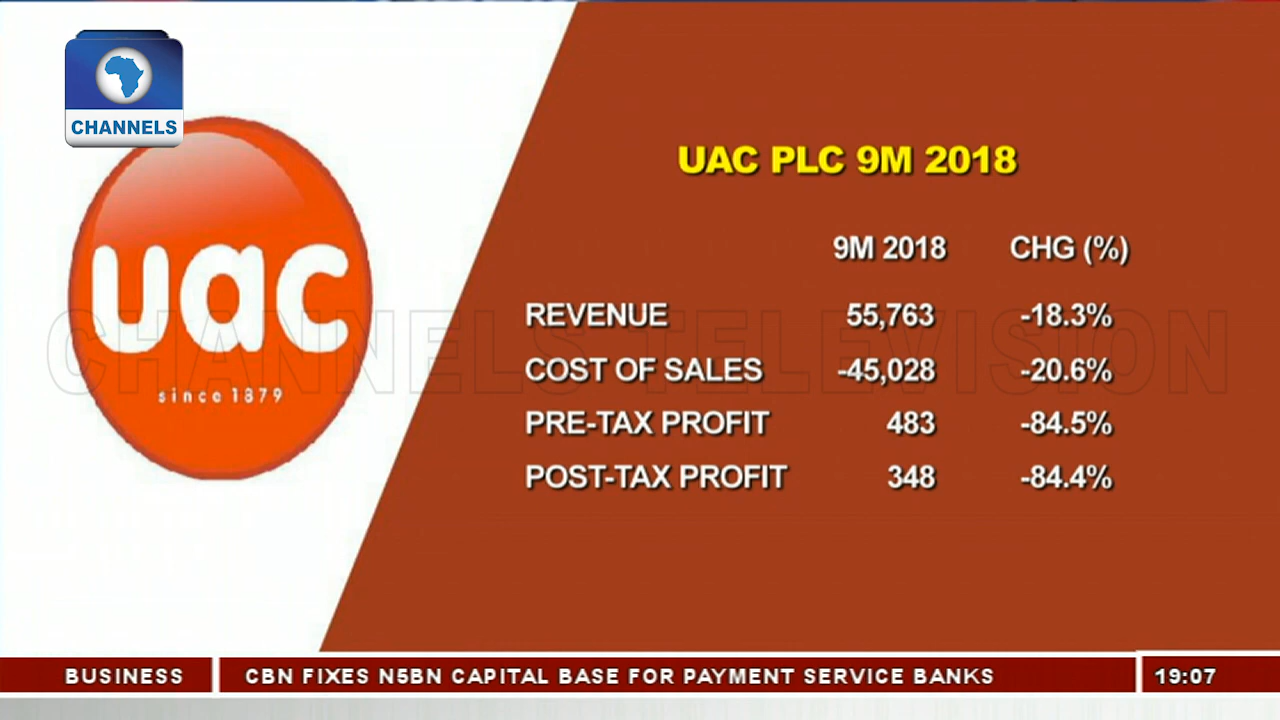 CHANNELS
uac
since 1879
UAC PLC 9M 2018
9M 2018 CHG (%)
REVENUE 55,763 -18.3%
COST OF SALES -45,028 -20.6%
PRE-TAX PROFIT 483 -84.5%
POST-TAX PROFIT 348 -84.4%
CHANNELS TELEVISION
BUSINESS CBN FIXES N5BN CAPITAL BASE FOR PAYMENT SERVICE BANKS 19:07